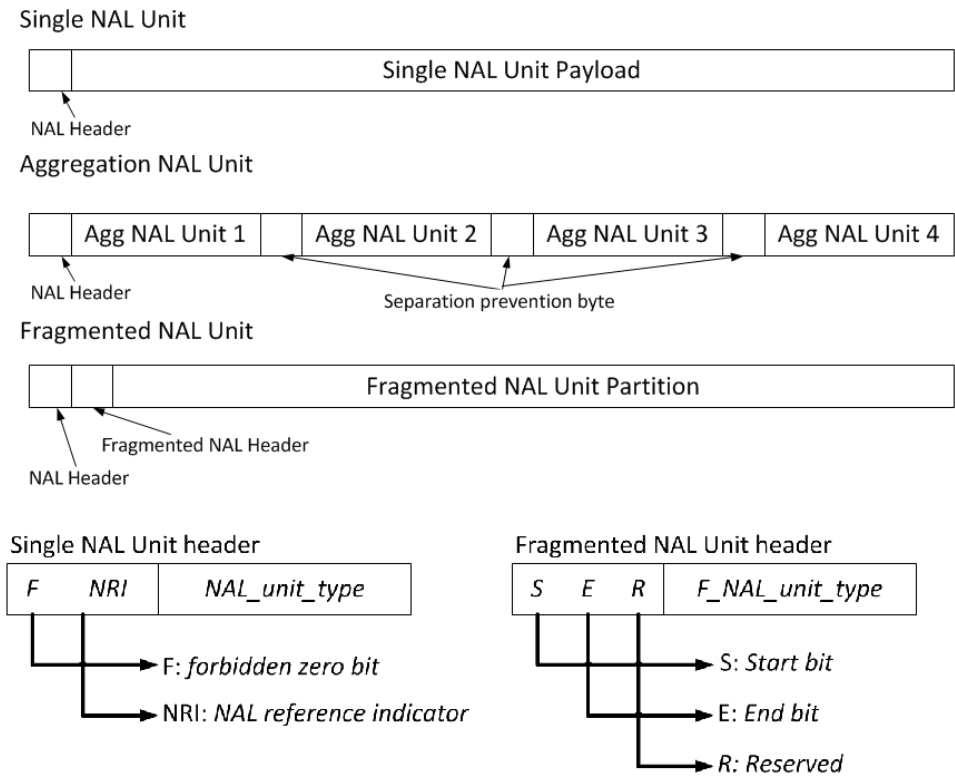 Single NAL Unit
Single NAL Unit Payload
NAL Header
Aggregation NAL Unit
Agg NAL Unit 1 Agg NAL Unit 2 Agg NAL Unit 3 Agg NAL Unit 4
NAL Header
Separation prevention byte
Fragmented NAL Unit
Fragmented NAL Unit Partition
Fragmented NAL Header
NAL Header
Single NAL Unit header
F NRI NAL_unit_type
F: forbidden zero bit
NRI: NAL reference indicator
Fragmented NAL Unit header
S E R F_NAL_unit_type
S: Start bit
E: End bit
R: Reserved